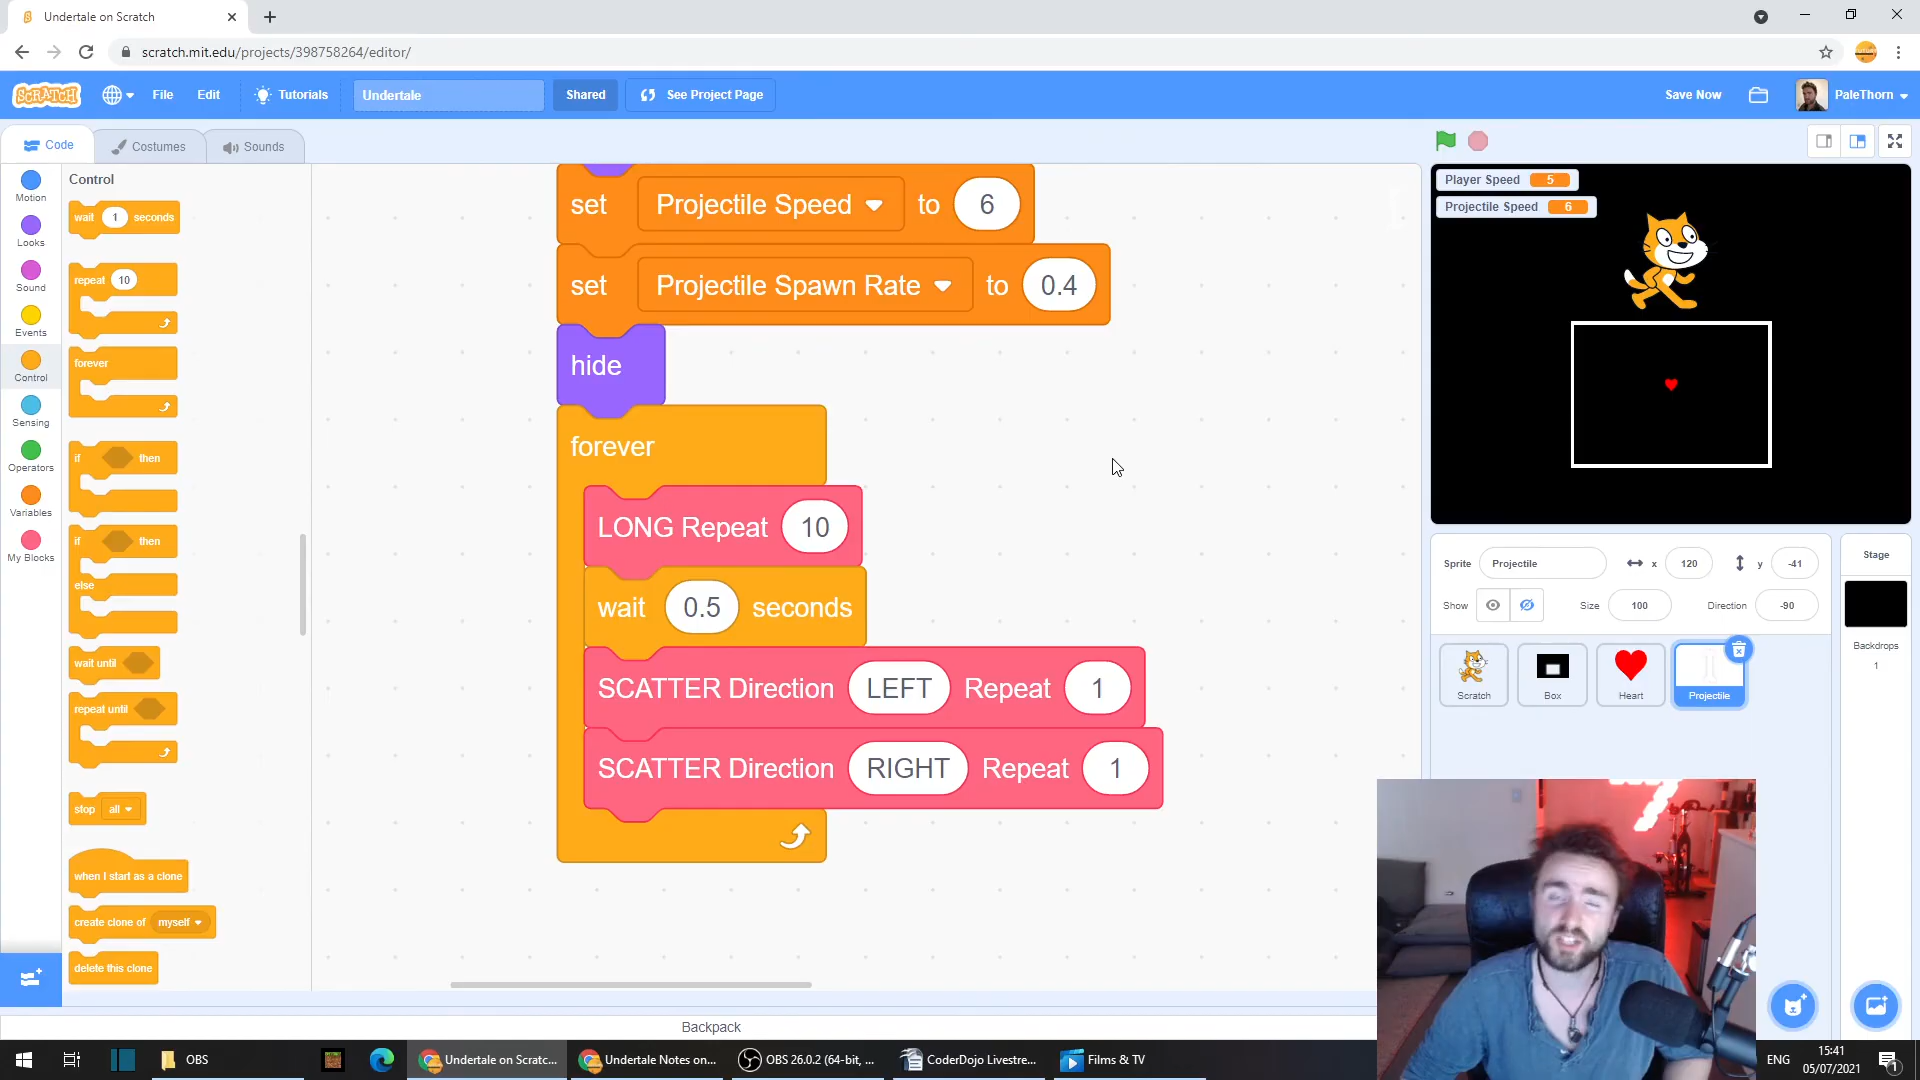 Undertale on Scratch
scratch.mit.edu/projects/398758264/editor/
SCRATCH File Edit Tutorials Undertale Shared See Project Page Save Now PaleThorn
Code Costumes Sounds
Motion
Looks
Sound
Events
Control
Sensing
Operators
Variables
My Blocks
Control
wait 1 seconds
repeat 10
forever
if then
if then
else
wait until
repeat until
stop all
when I start as a clone
create clone of myself
delete this clone
set Projectile Speed to 6
set Projectile Spawn Rate to 0.4
hide
forever
LONG Repeat 10
wait 0.5 seconds
SCATTER Direction LEFT Repeat 1
SCATTER Direction RIGHT Repeat 1
Player Speed 5
Projectile Speed 6
Sprite Projectile x 120 y -41
Show Size 100 Direction -90
Scratch Box Heart Projectile
Stage
Backdrops
1
Backpack
OBS
Undertale on Scratc...
Undertale Notes on...
OBS 26.0.2 (64-bit, ...
CoderDojo Livestre...
Films & TV
ENG
15:41
05/07/2021
1